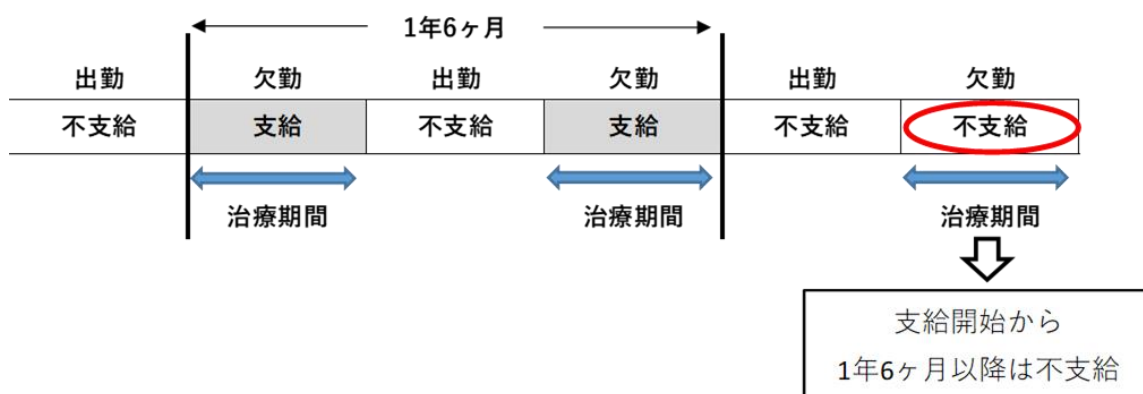 1年6ヶ月
出勤 欠勤 出勤 欠勤 出勤 欠勤
不支給 支給 不支給 支給 不支給 不支給
治療期間 治療期間 治療期間
支給開始から
1年6ヶ月以降は不支給